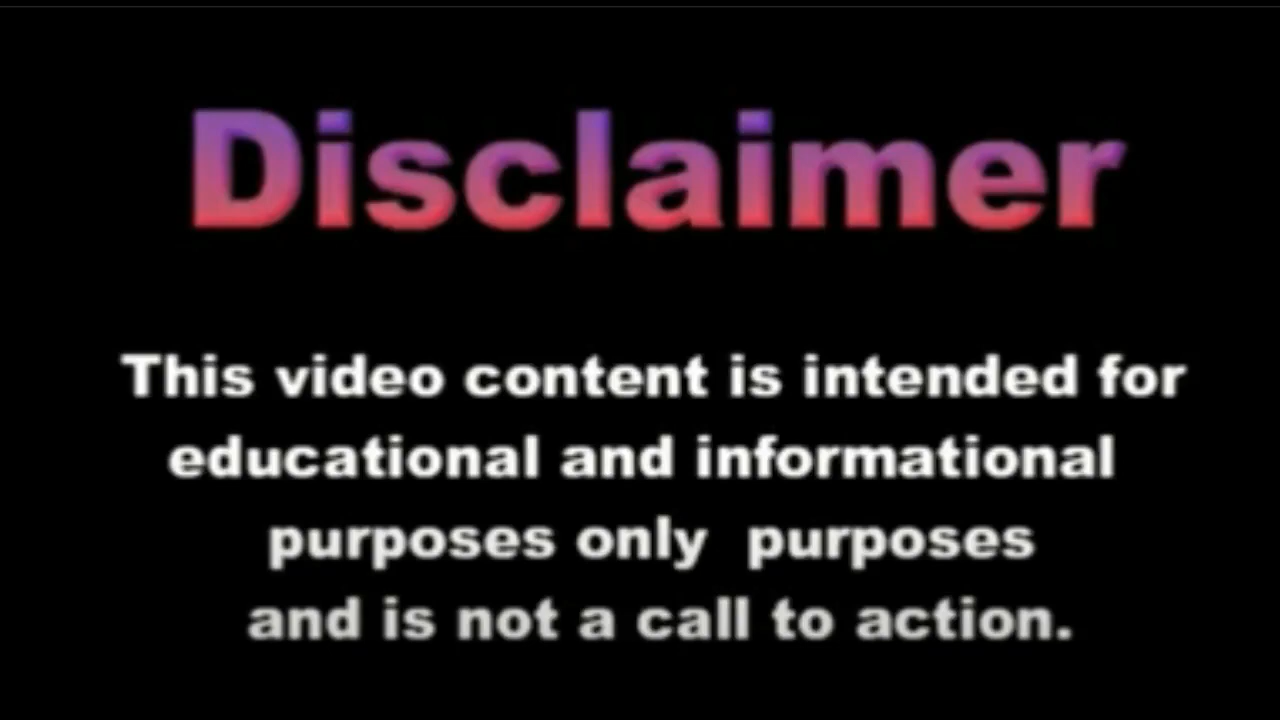 Disclaimer
This video content is intended for
educational and informational
purposes only  purposes
and is not a call to action.